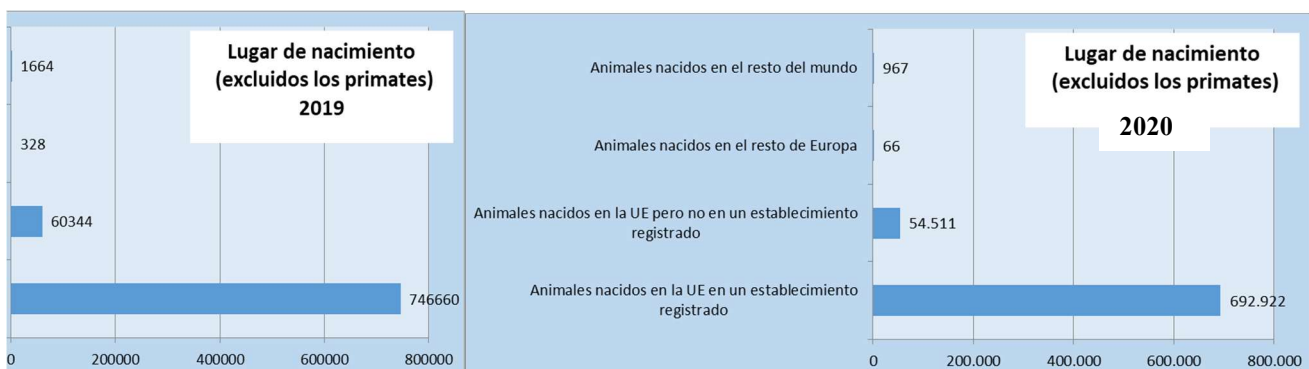 Lugar de nacimiento
(excluidos los primates)
2019
1664
328
60344
746660
0
200000
400000
600000
800000
Animales nacidos en el resto del mundo
Animales nacidos en el resto de Europa
Animales nacidos en la UE pero no en un establecimiento
registrado
Animales nacidos en la UE en un establecimiento
registrado
Lugar de nacimiento
(excluidos los primates)
2020
967
66
54.511
692.922
0
200.000
400.000
600.000
800.000